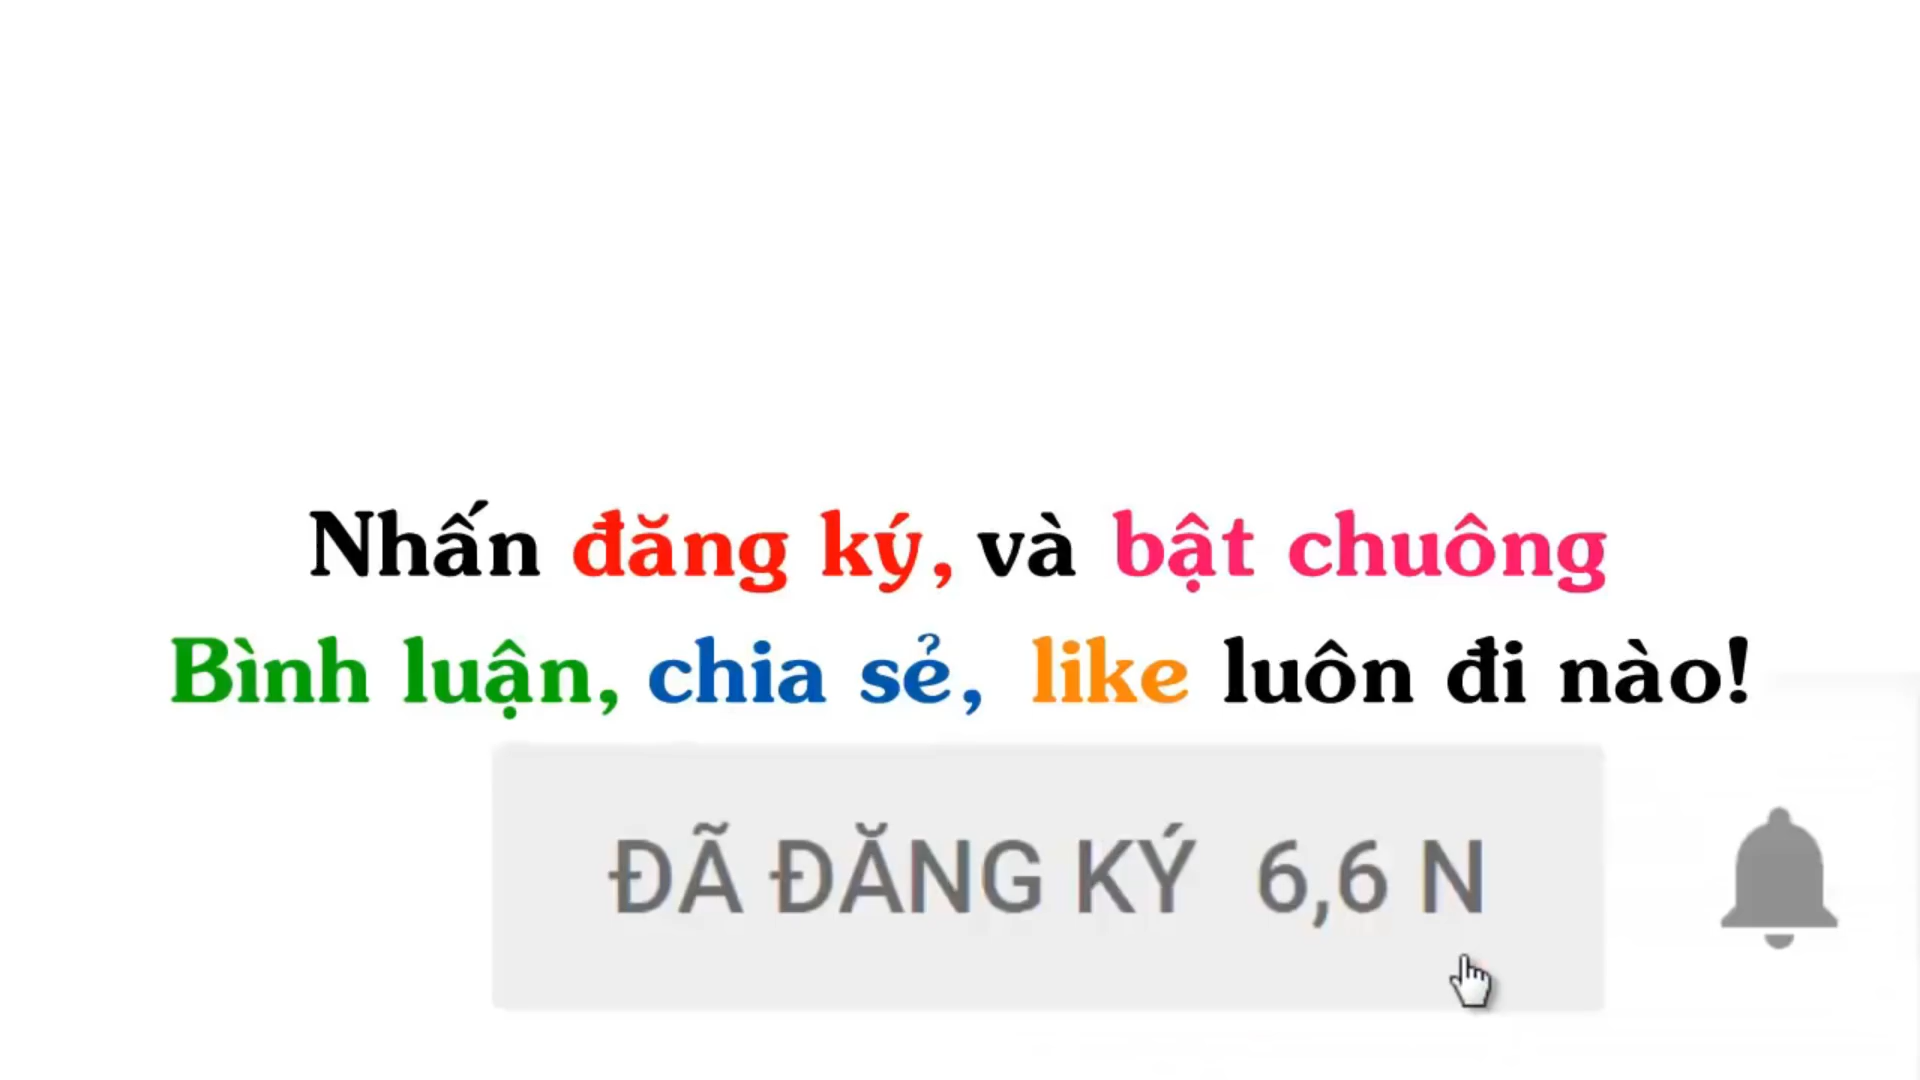 Nhấn đăng ký, và bật chuông
Bình luận, chia sẻ, like luôn đi nào!
ĐÃ ĐĂNG KÝ 6,6 N